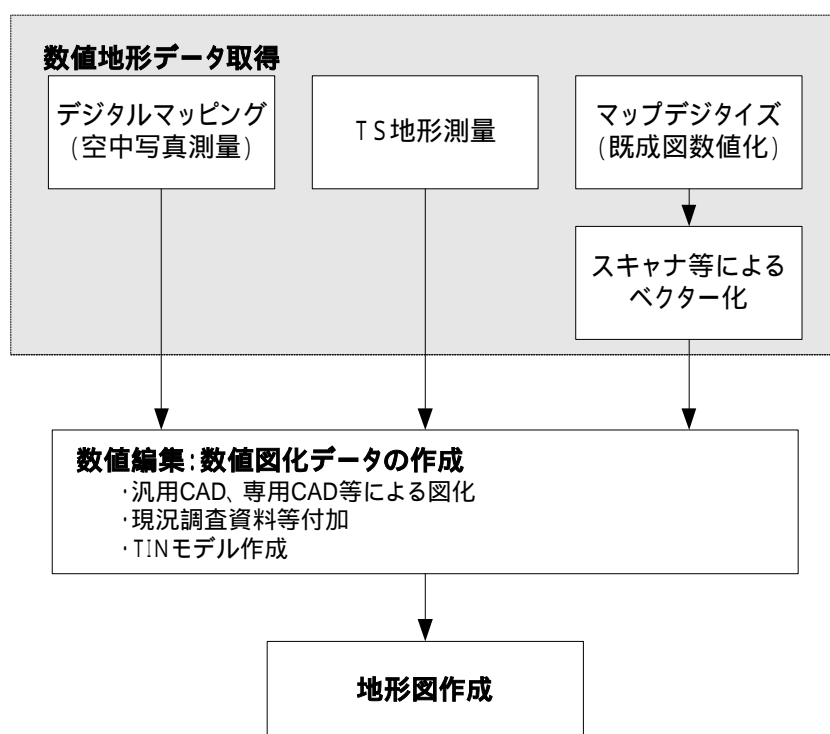 数値地形データ取得
デジタルマッピング
(空中写真測量)
TS地形測量
マップデジタイズ
(既成図数値化)
スキャナ等による
ベクター化
数値編集:数値図化データの作成
・汎用CAD、専用CAD等による図化
・現況調査資料等付加
・TINモデル作成
地形図作成